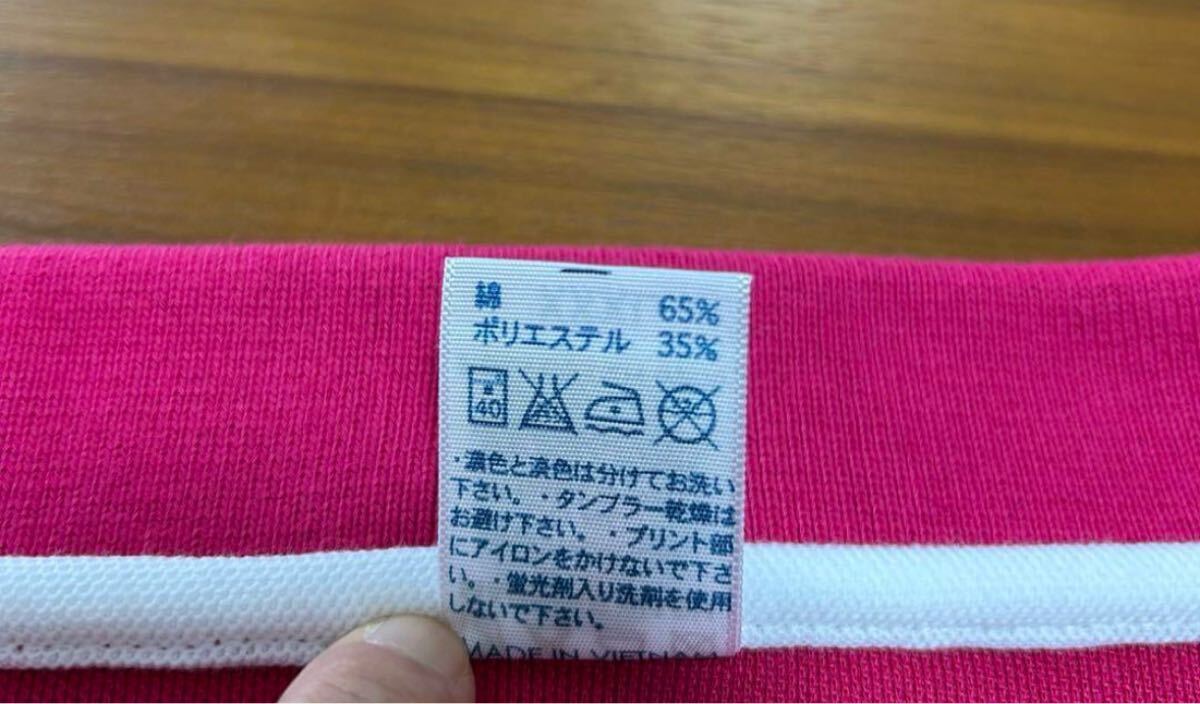 綿 65%
ポリエステル 35%
40
・濃色と淡色は分けてお洗い
下さい。・タンブラー乾燥は
お避け下さい。・プリント部
にアイロンをかけないで下さ
い。・蛍光剤入り洗剤を使用
しないで下さい。
MADE IN VIETNA